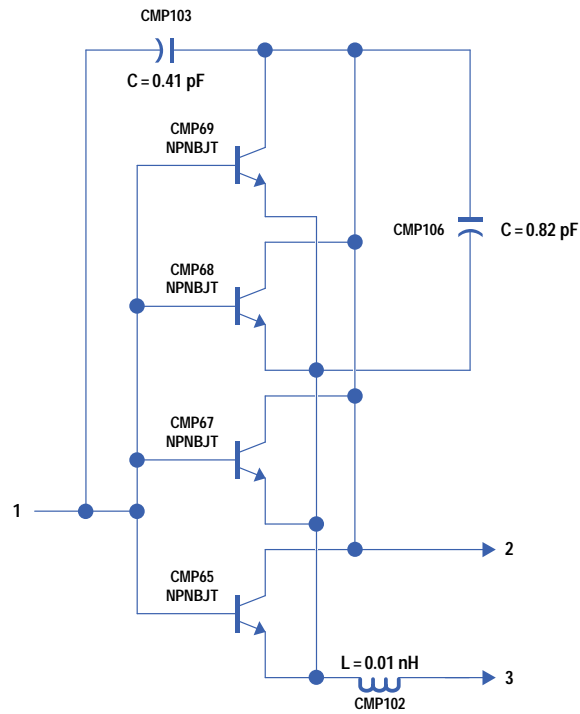 CMP103
C = 0.41 pF
CMP69
NPNBJT
CMP106
C = 0.82 pF
CMP68
NPNBJT
CMP67
NPNBJT
1
CMP65
NPNBJT
2
L = 0.01 nH
3
CMP102